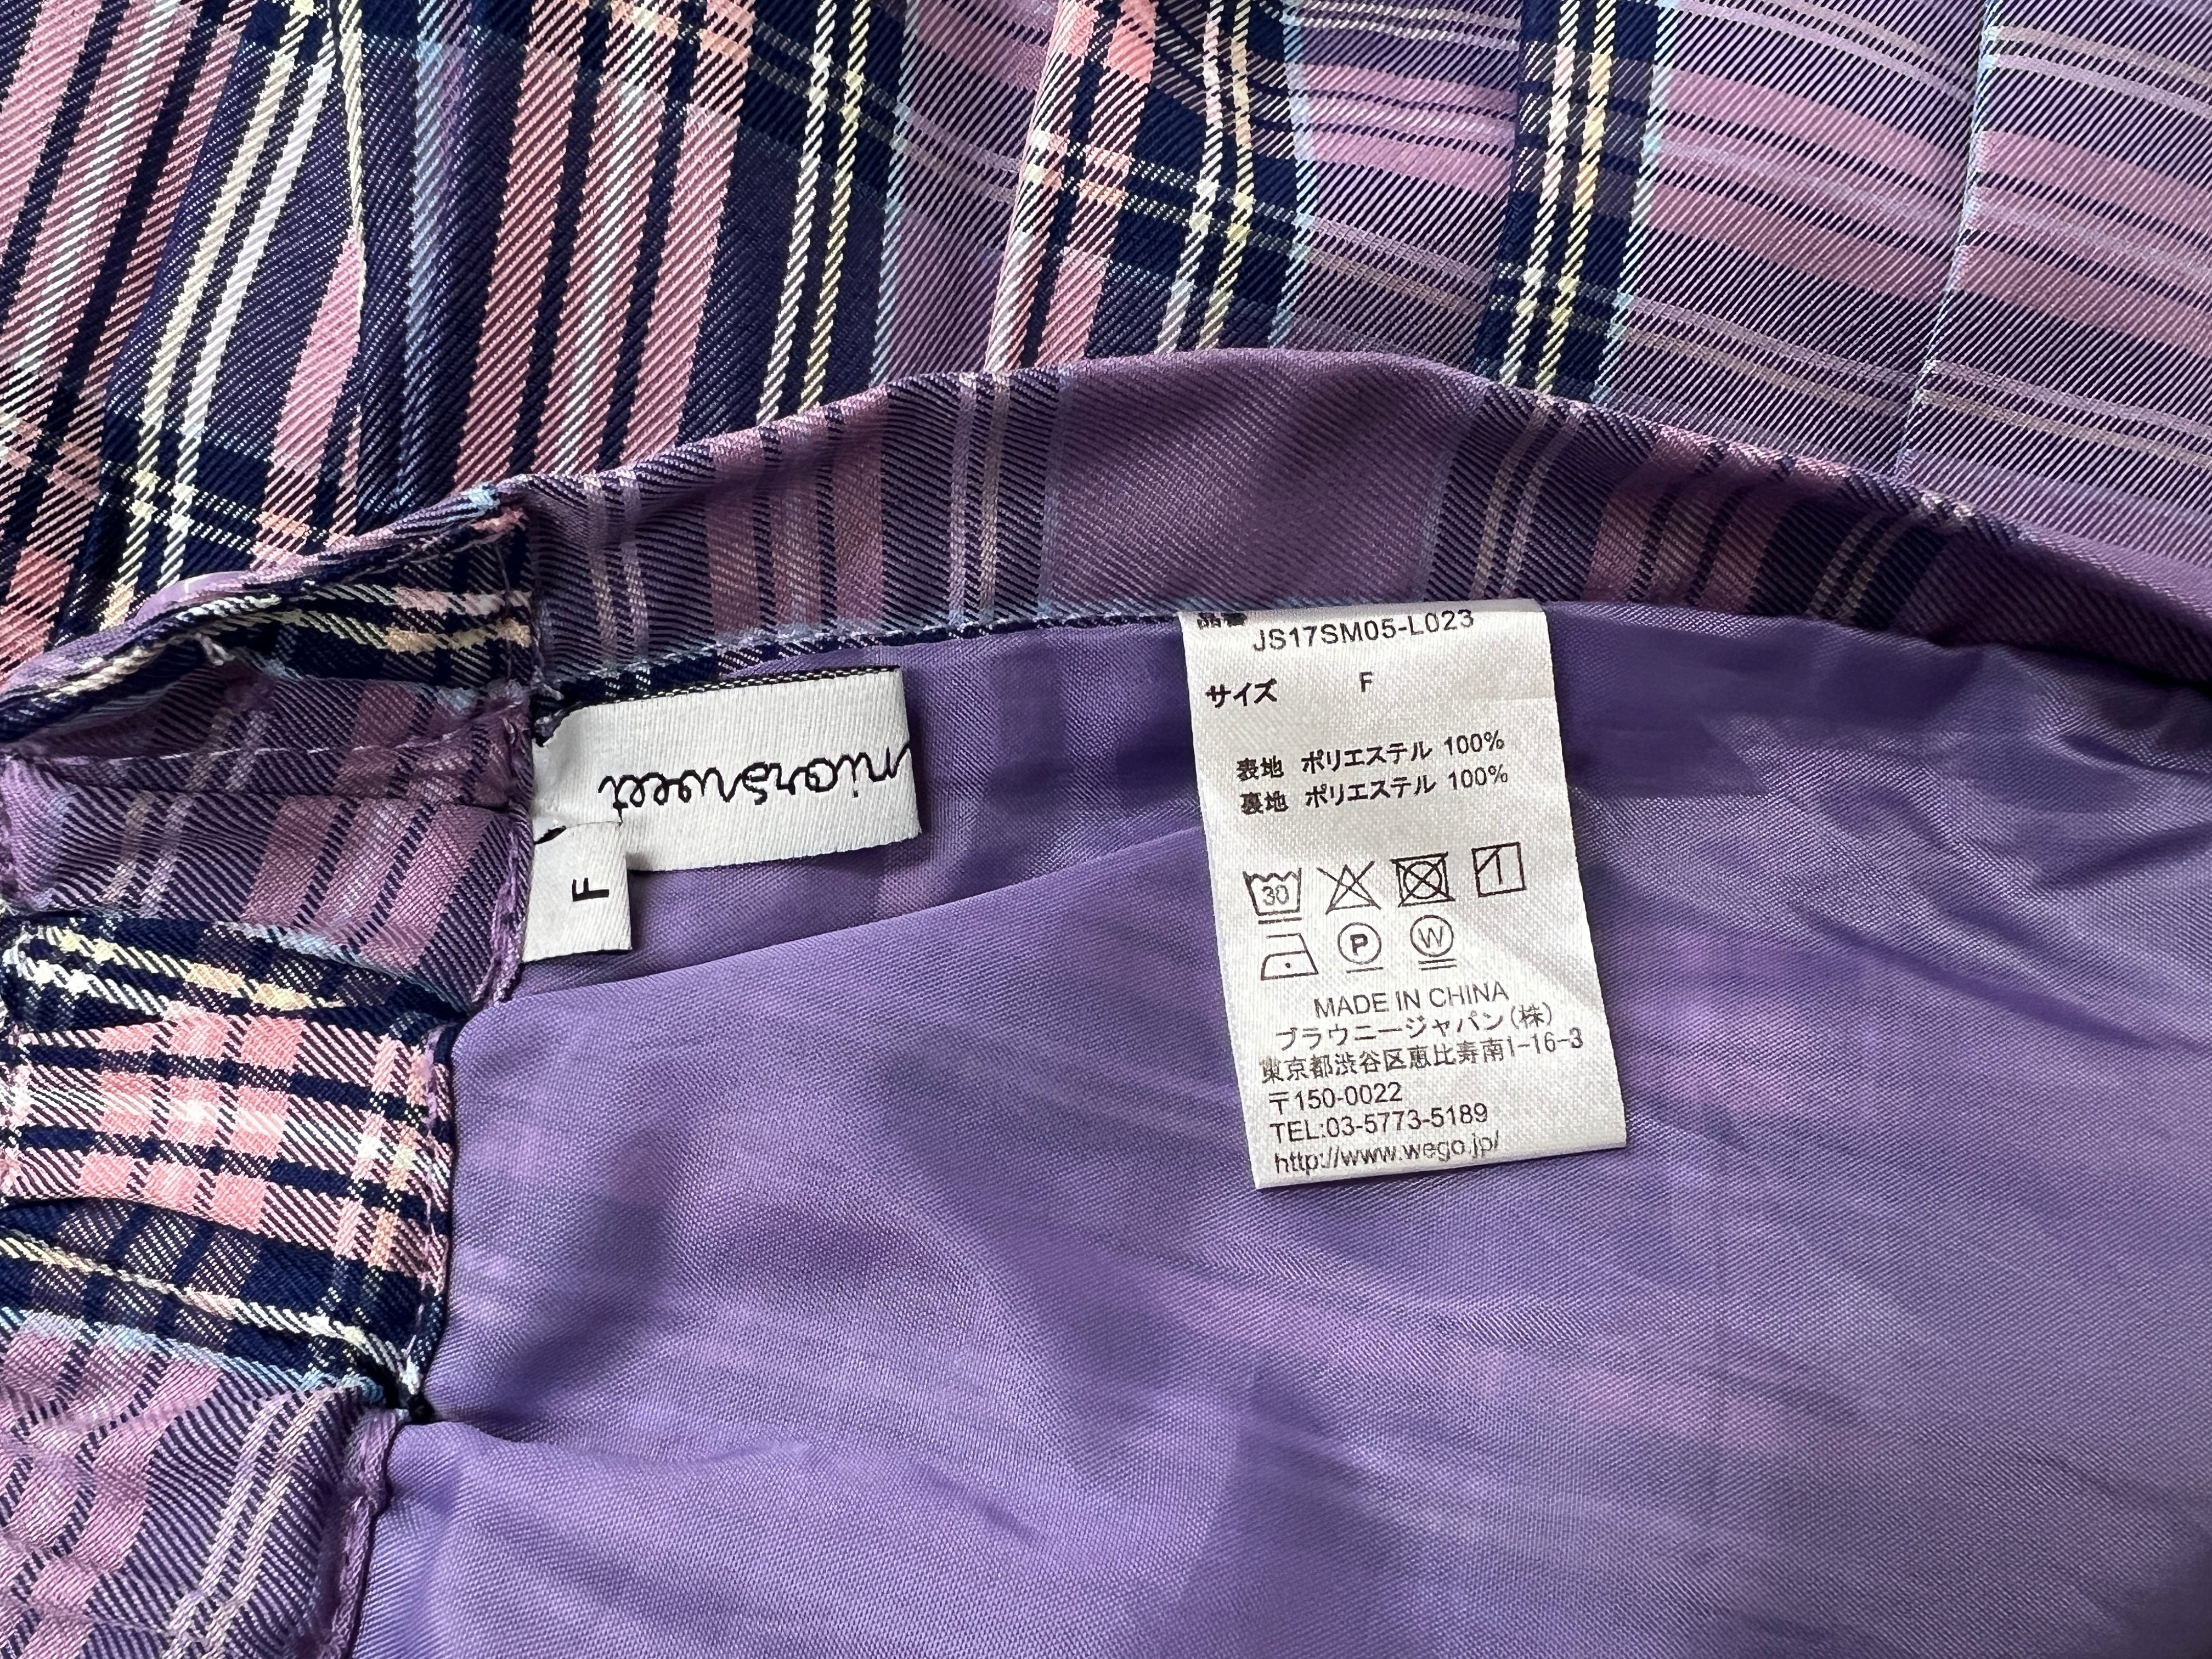 niorsweet
F
品番 JS17SM05-L023
サイズ F
表地 ポリエステル 100%
裏地 ポリエステル 100%
30
P W
MADE IN CHINA
ブラウニージャパン(株)
東京都渋谷区恵比寿南1-16-3
〒150-0022
TEL:03-5773-5189
http://www.wego.jp/